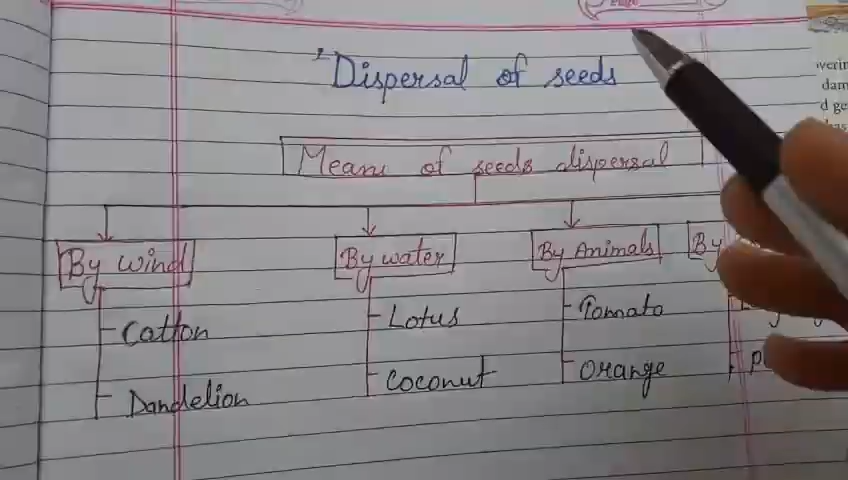 Dispersal of seeds
Means of seeds dispersal
By wind
By water
By Animals
By
Cotton
Lotus
Tomato
Dandelion
Coconut
Orange